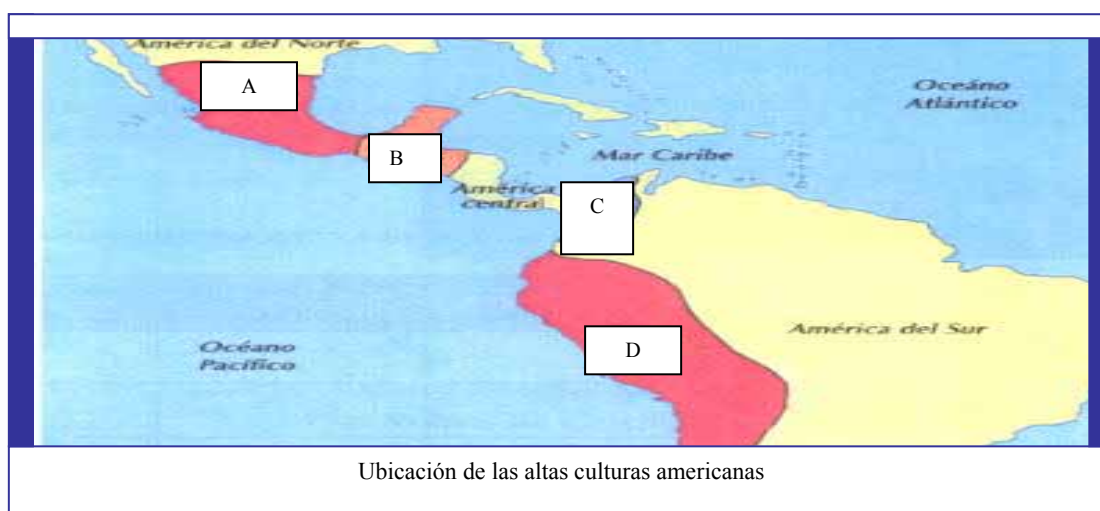 América del Norte
A
Oceáno
Atlántico
B
Mar Caribe
América
central
C
América del Sur
D
Océano
Pacífico
Ubicación de las altas culturas americanas